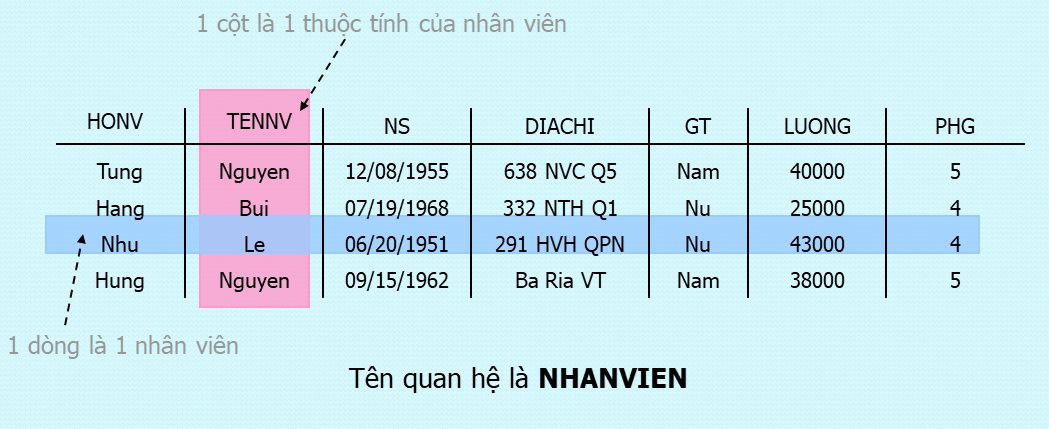 1 cột là 1 thuộc tính của nhân viên
HONV TENNV NS DIACHI GT LUONG PHG
Tung Nguyen 12/08/1955 638 NVC Q5 Nam 40000 5
Hang Bui 07/19/1968 332 NTH Q1 Nu 25000 4
Nhu Le 06/20/1951 291 HVH QPN Nu 43000 4
Hung Nguyen 09/15/1962 Ba Ria VT Nam 38000 5
1 dòng là 1 nhân viên
Tên quan hệ là NHANVIEN